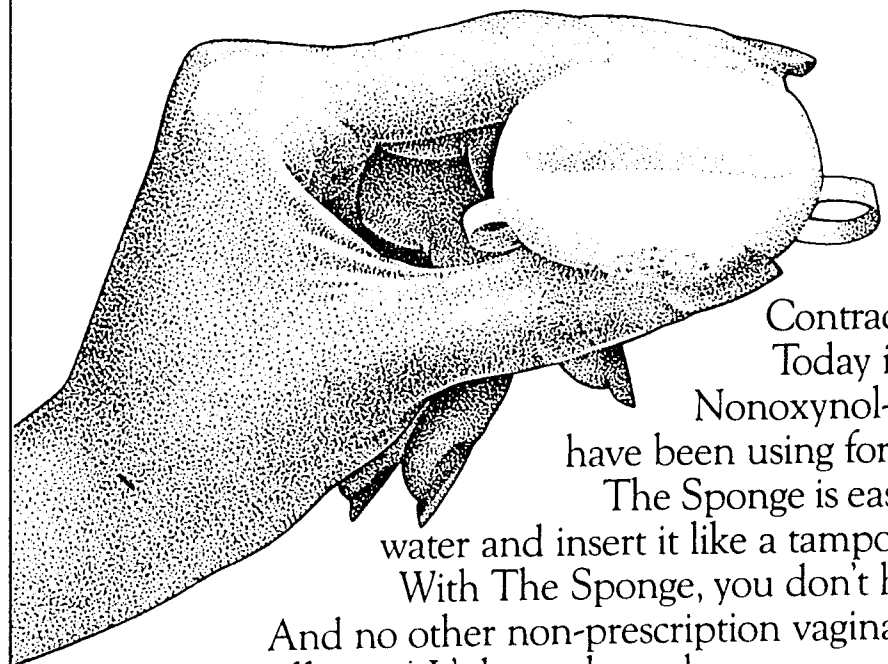 Contrac
Today i
Nonoxynol-
have been using for
The Sponge is eas
water and insert it like a tampo
With The Sponge, you don't h
And no other non-prescription vagina